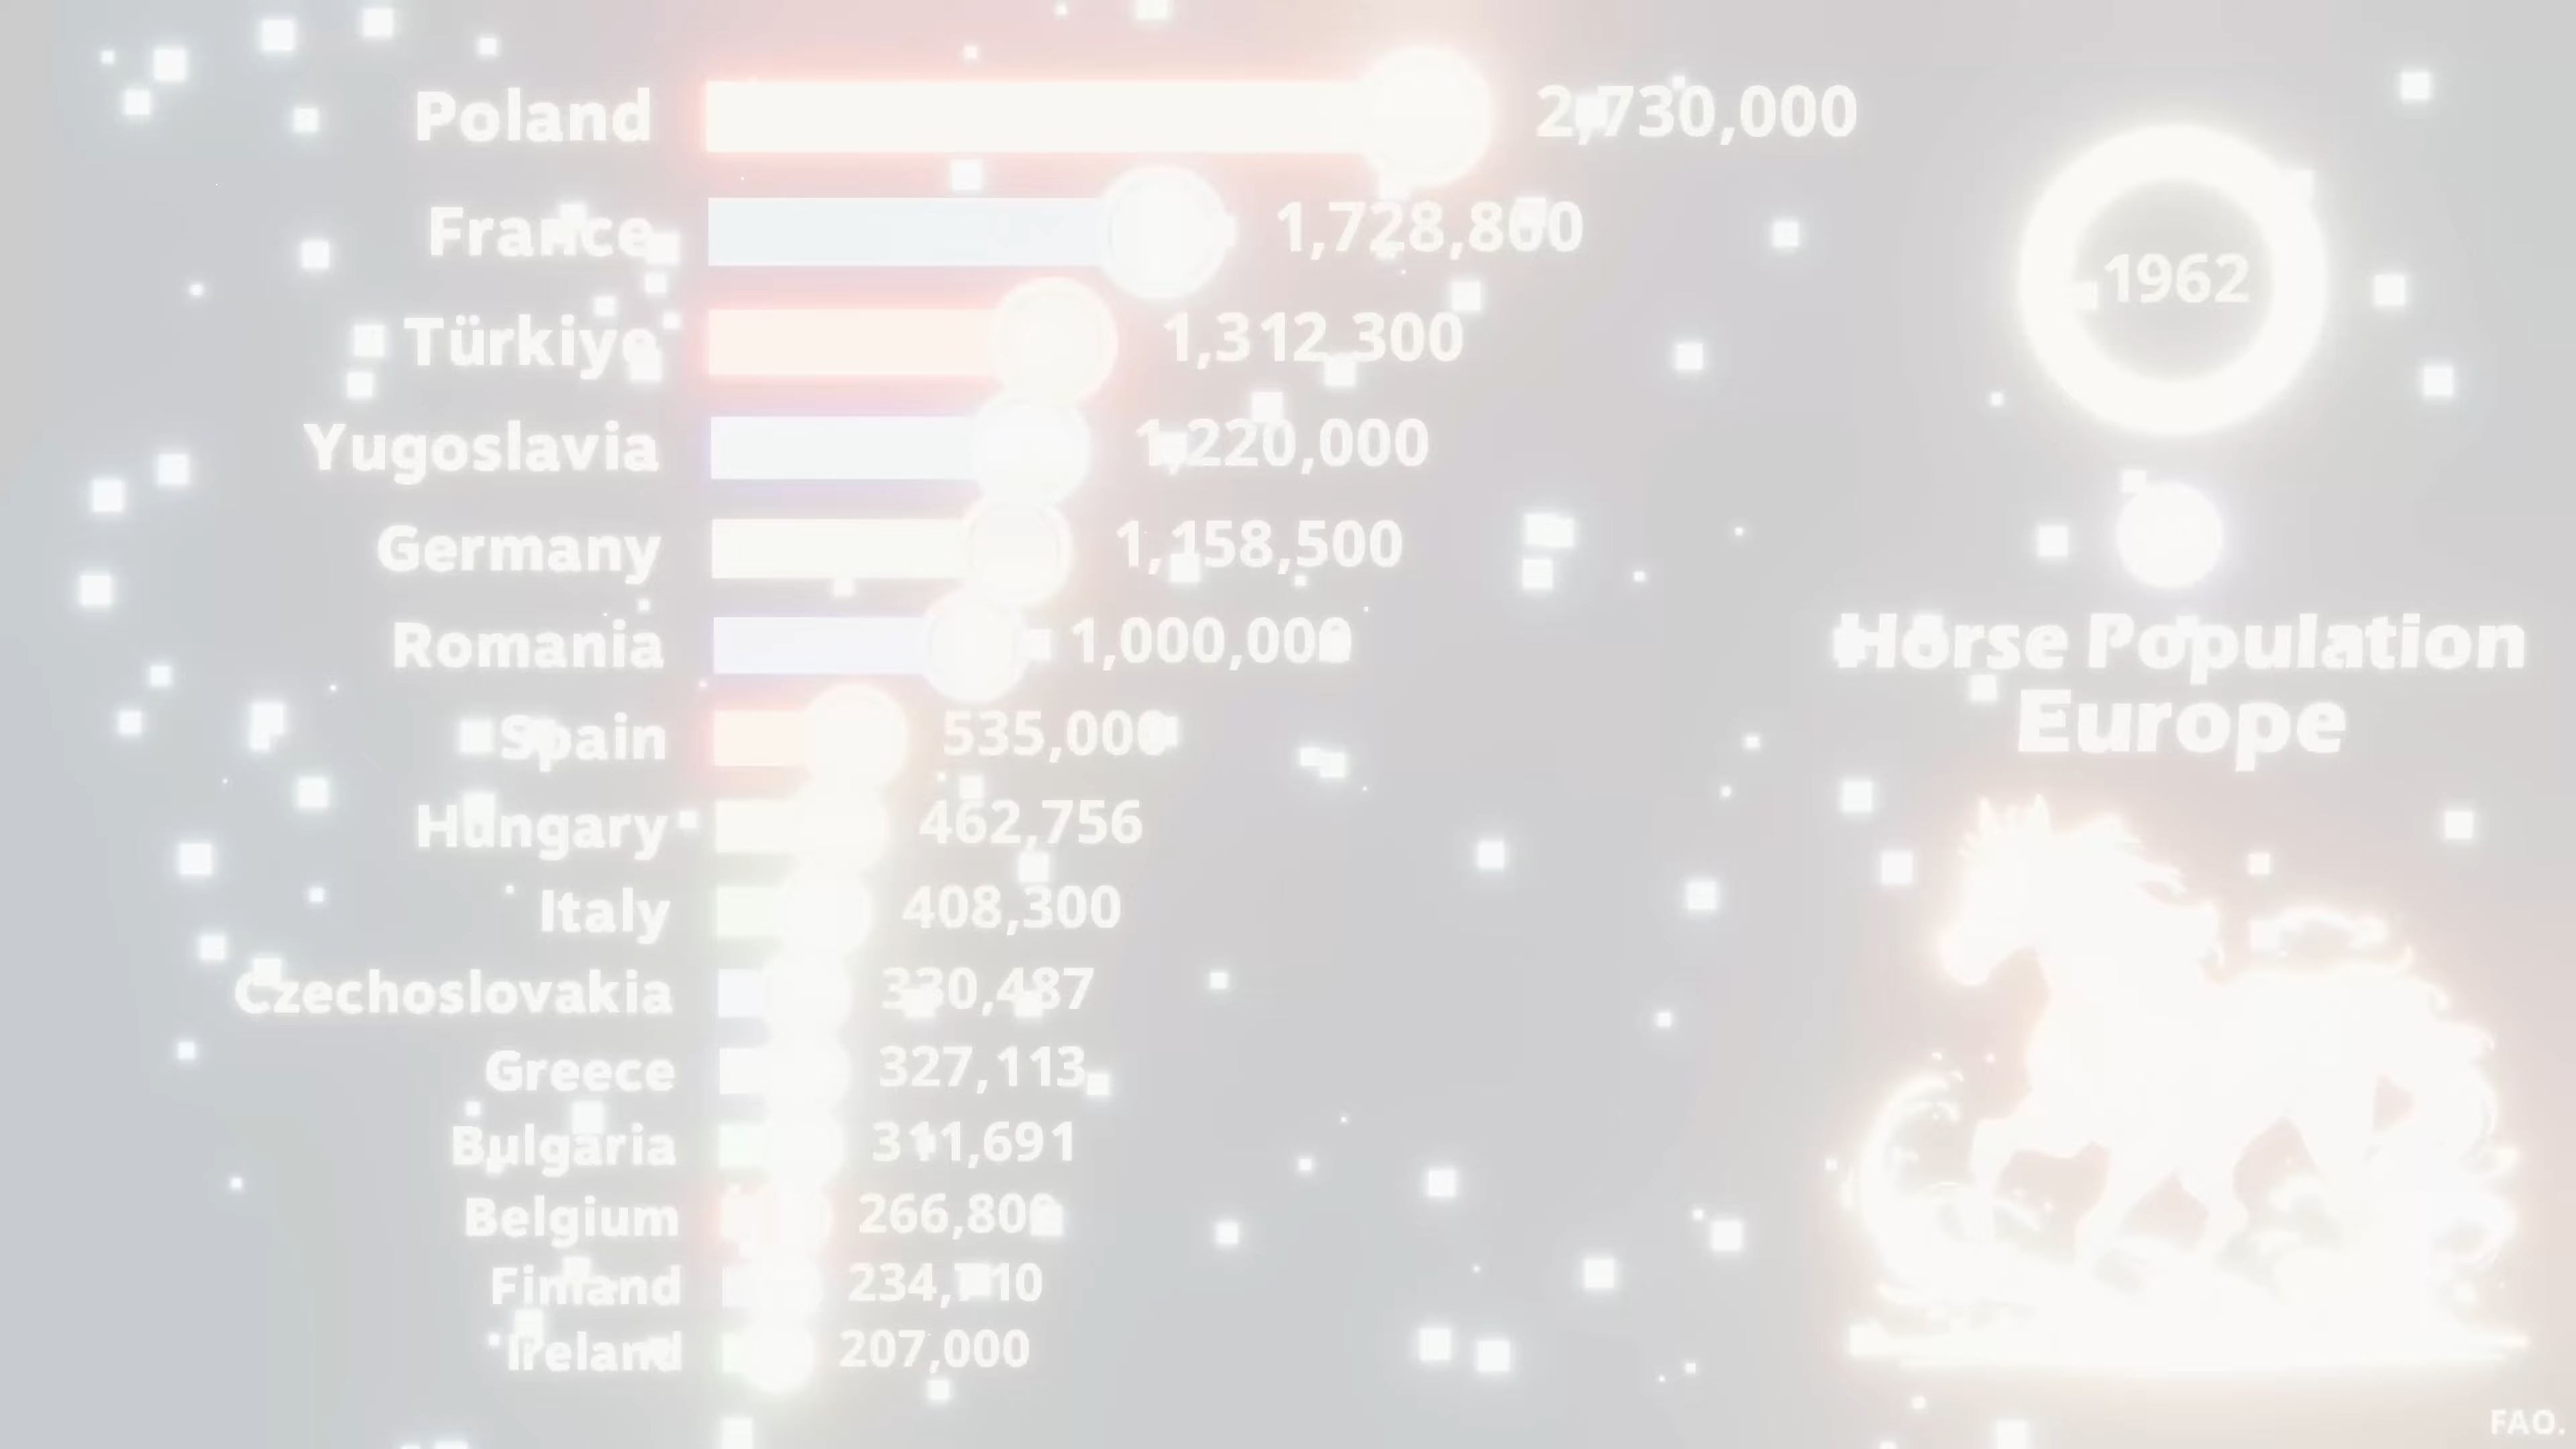 Poland 2,730,000
France 1,728,800
Türkiye 1,312,300
Yugoslavia 1,220,000
Germany 1,158,500
Romania 1,000,000
Spain 535,000
Hungary 462,756
Italy 408,300
Czechoslovakia 330,487
Greece 327,113
Bulgaria 311,691
Belgium 266,800
Finland
Ireland 207,000
1962
Horse Population
Europe
FAO.